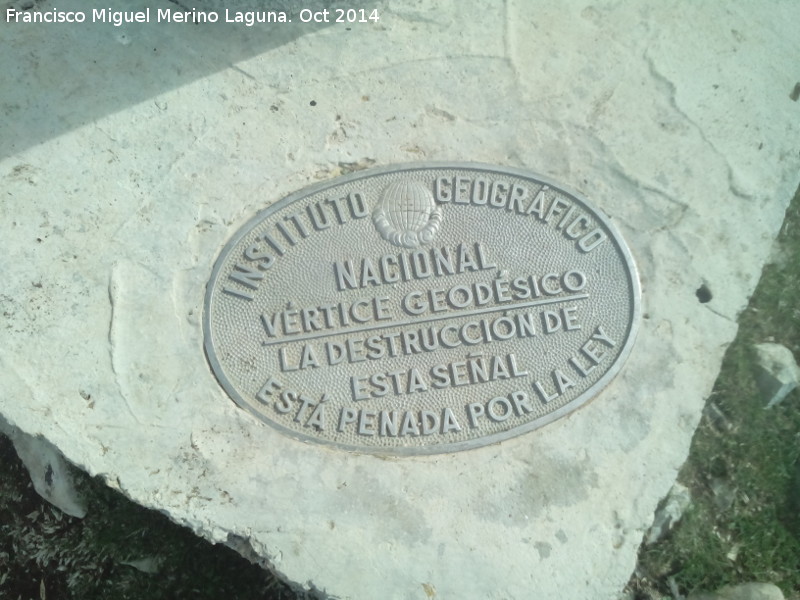 Francisco Miguel Merino Laguna. Oct 2014
INSTITUTO GEOGRÁFICO
NACIONAL
VÉRTICE GEODÉSICO
LA DESTRUCCIÓN DE
ESTA SEÑAL
ESTÁ PENADA POR LA LEY